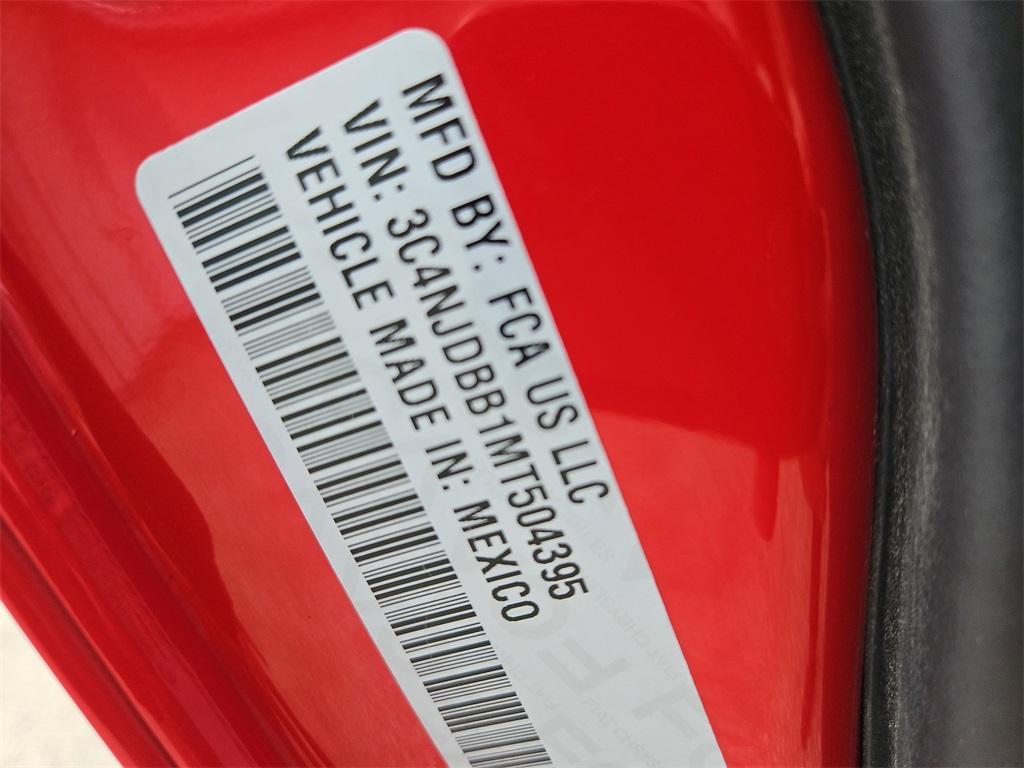 MFD BY: FCA US LLC
VIN: 3C4NJDBB1MT504395
VEHICLE MADE IN: MEXICO